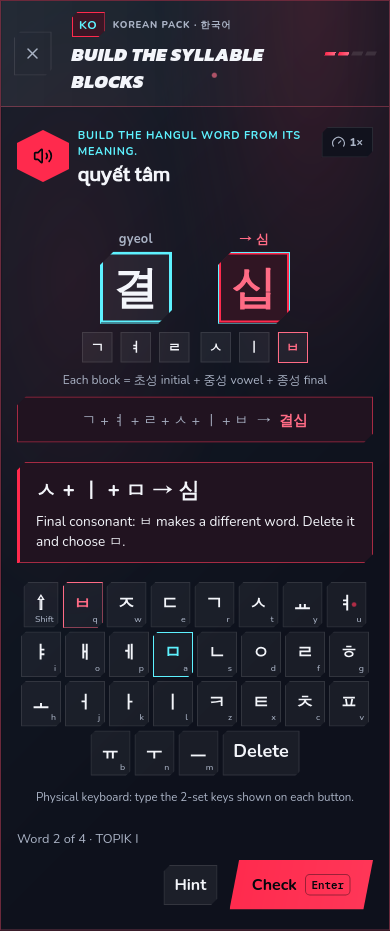 KO KOREAN PACK · 한국어
BUILD THE SYLLABLE
BLOCKS
BUILD THE HANGUL WORD FROM ITS
MEANING.
quyết tâm
1×
gyeol → 심
결 십
ㄱ ㅕ ㄹ ㅅ ㅣ ㅂ
Each block = 초성 initial + 중성 vowel + 종성 final
ㄱ + ㅕ + ㄹ + ㅅ + ㅣ + ㅂ → 결십
ㅅ + ㅣ + ㅁ → 심
Final consonant: ㅂ makes a different word. Delete it
and choose ㅁ.
⇧ Shift ㅂ q ㅈ w ㄷ e ㄱ r ㅅ t ㅛ y ㅕ u
ㅑ i ㅐ o ㅔ p ㅁ a ㄴ s ㅇ d ㄹ f ㅎ g
ㅗ h ㅓ j ㅏ k ㅣ l ㅋ z ㅌ x ㅊ c ㅍ v
ㅠ b ㅜ n ㅡ m Delete
Physical keyboard: type the 2-set keys shown on each button.
Word 2 of 4 · TOPIK I
Hint Check Enter